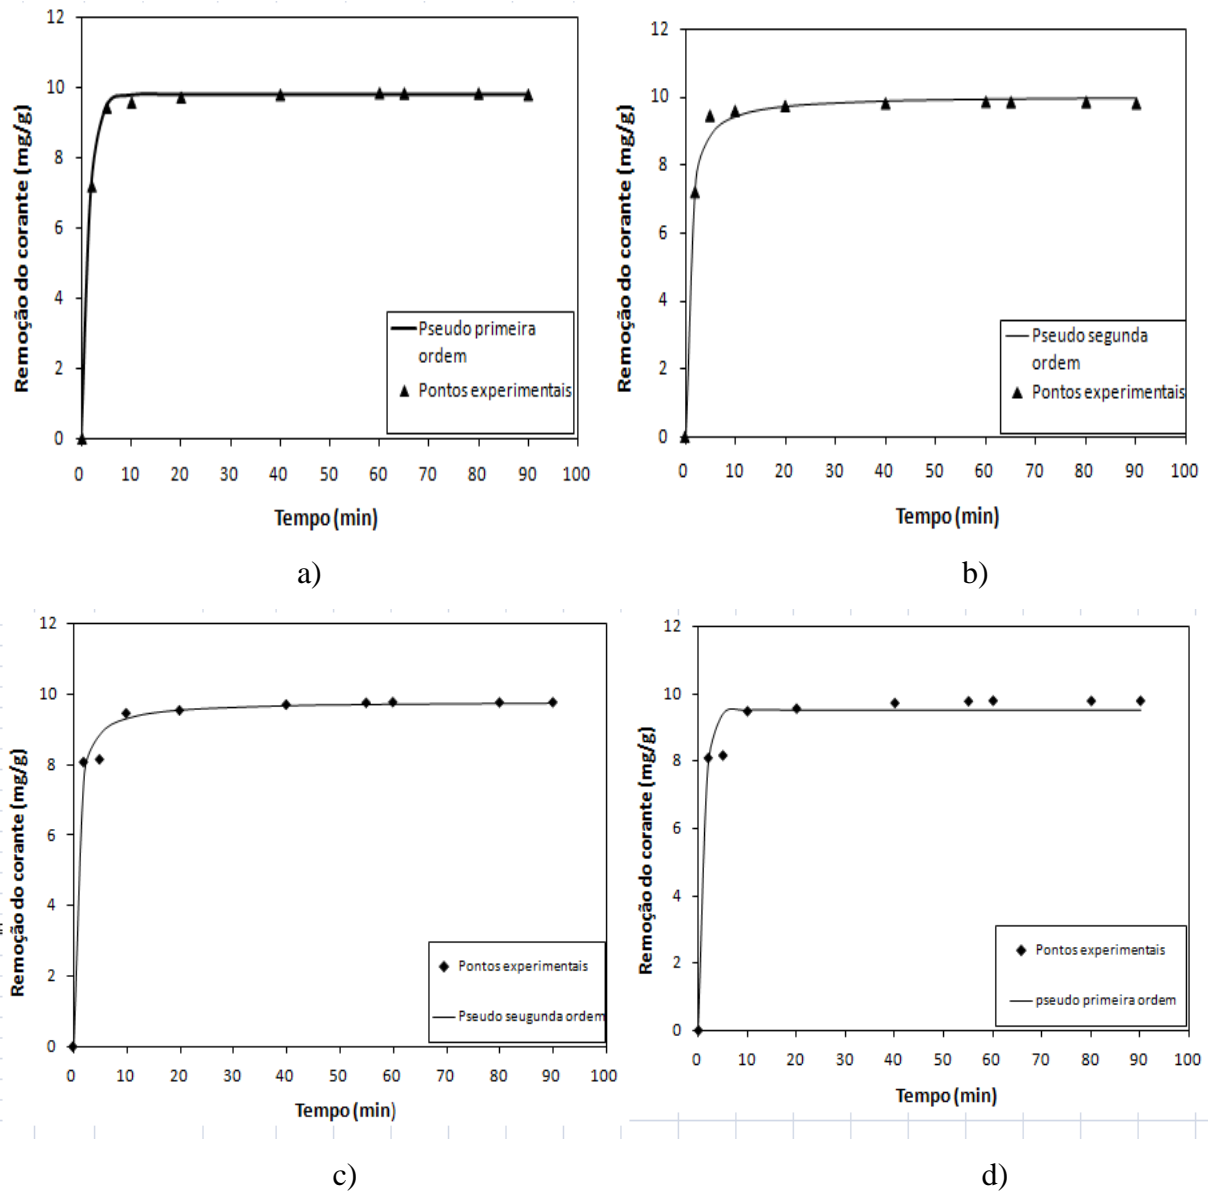 12
10
8
6
4
2
0
Remoção do corante (mg/g)
Pseudo primeira
ordem
Pontos experimentais
0 10 20 30 40 50 60 70 80 90 100
Tempo (min)
a)
12
10
8
6
4
2
0
Remoção do corante (mg/g)
Pseudo segunda
ordem
Pontos experimentais
0 10 20 30 40 50 60 70 80 90 100
Tempo (min)
b)
12
10
8
6
4
2
0
Remoção do corante (mg/g)
Pontos experimentais
Pseudo seugunda ordem
0 10 20 30 40 50 60 70 80 90 100
Tempo (min)
c)
12
10
8
6
4
2
0
Remoção do corante (mg/g)
Pontos experimentais
pseudo primeira ordem
0 10 20 30 40 50 60 70 80 90 100
Tempo (min)
d)